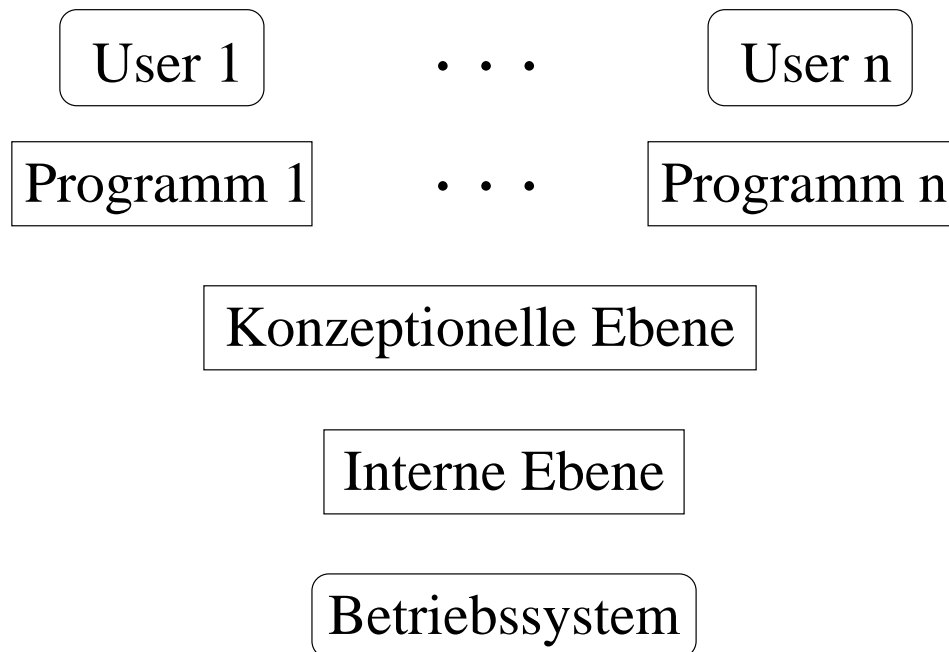 User 1 . . . User n
Programm 1 . . . Programm n
Konzeptionelle Ebene
Interne Ebene
Betriebssystem